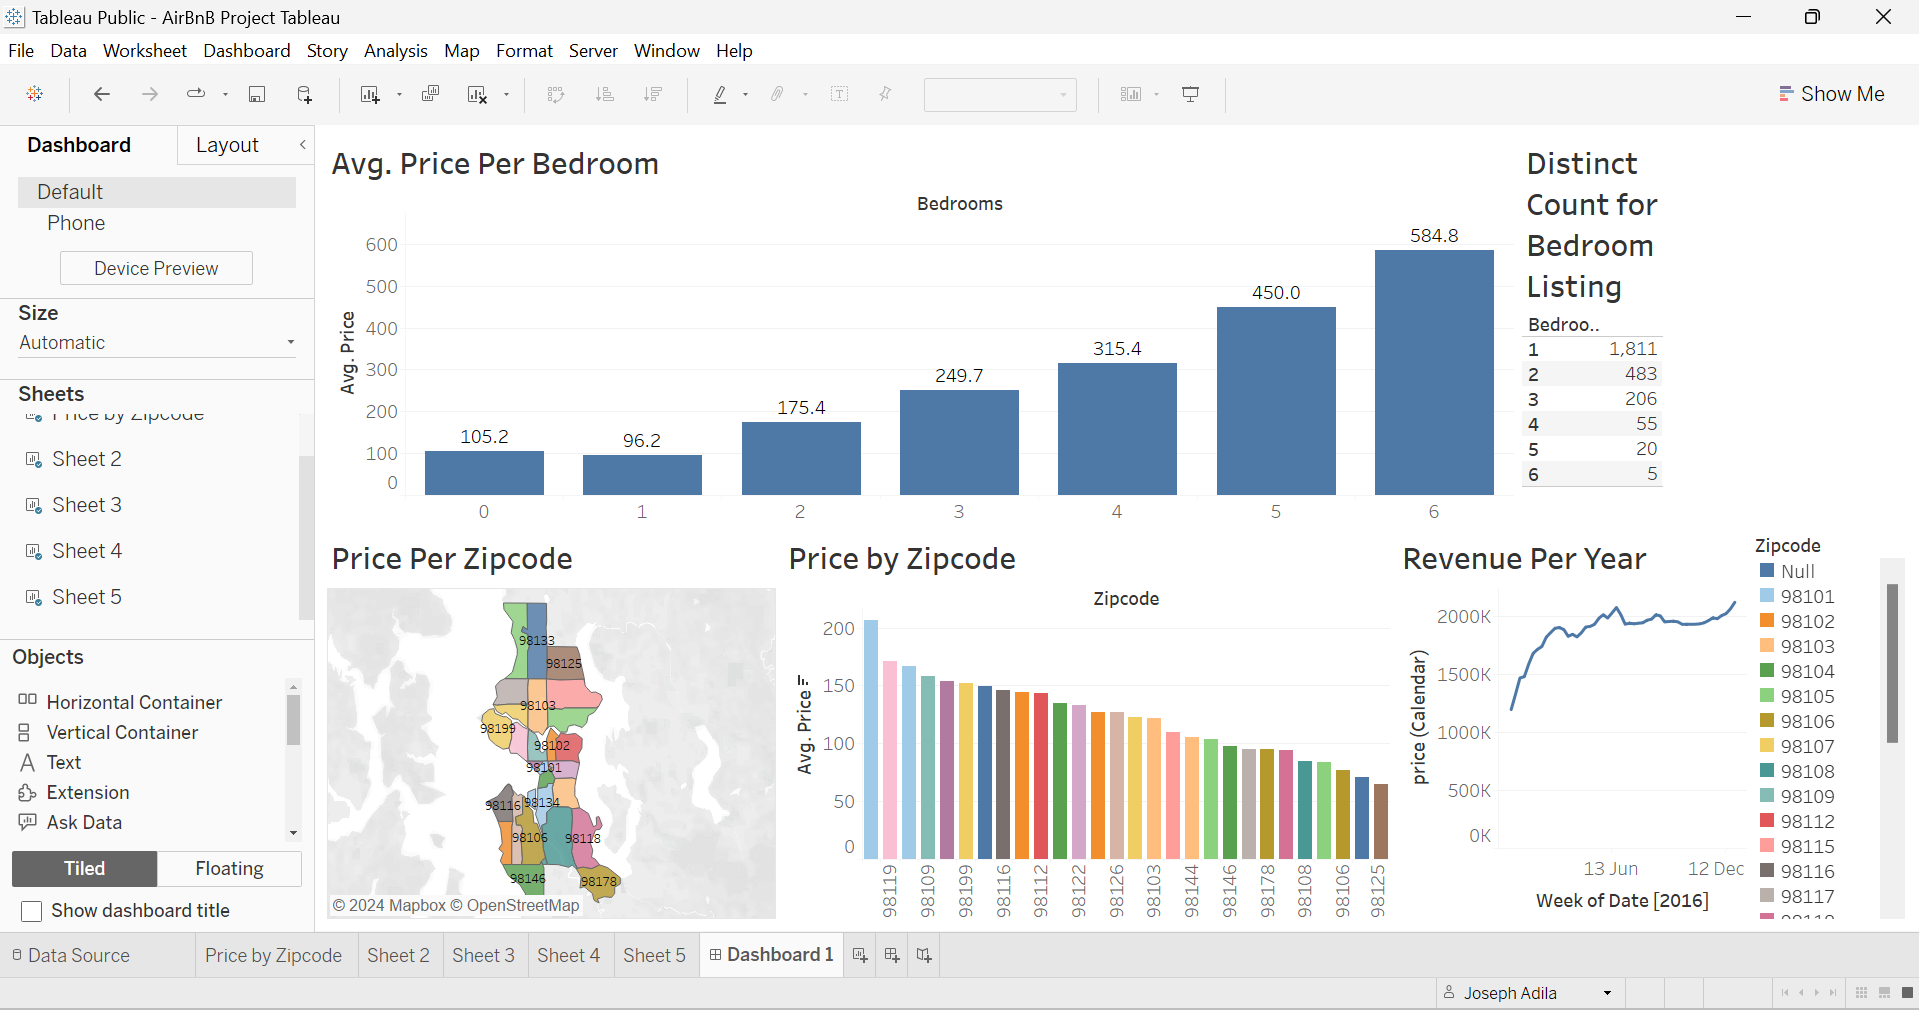 Tableau Public - AirBnB Project Tableau
File Data Worksheet Dashboard Story Analysis Map Format Server Window Help
Show Me
Dashboard
Layout
Default
Phone
Device Preview
Size
Automatic
Sheets
Price by Zipcode
Sheet 2
Sheet 3
Sheet 4
Sheet 5
Objects
Horizontal Container
Vertical Container
Text
Extension
Ask Data
Tiled
Floating
Show dashboard title
Avg. Price Per Bedroom
Bedrooms
Avg. Price
600
500
400
300
200
100
0
105.2
96.2
175.4
249.7
315.4
450.0
584.8
0 1 2 3 4 5 6
Distinct
Count for
Bedroom
Listing
Bedroo..
1 1,811
2 483
3 206
4 55
5 20
6 5
Price Per Zipcode
98133
98125
98103
98199
98102
98101
98116
98134
98106
98118
98146
98178
© 2024 Mapbox © OpenStreetMap
Price by Zipcode
Zipcode
Avg. Price
200
150
100
50
0
98119
98109
98199
98116
98112
98122
98126
98103
98144
98146
98178
98108
98106
98125
Revenue Per Year
price (Calendar)
2000K
1500K
1000K
500K
0K
13 Jun 12 Dec
Week of Date [2016]
Zipcode
Null
98101
98102
98103
98104
98105
98106
98107
98108
98109
98112
98115
98116
98117
98118
Data Source
Price by Zipcode
Sheet 2
Sheet 3
Sheet 4
Sheet 5
Dashboard 1
Joseph Adila